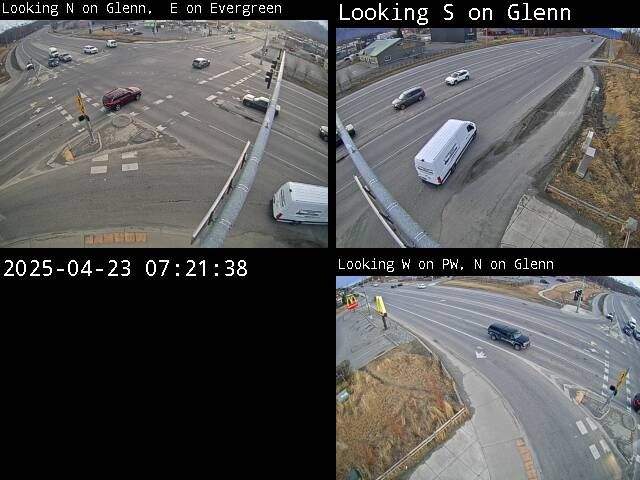 Looking N on Glenn, E on Evergreen
Looking S on Glenn
2025-04-23 07:21:38
Looking W on PW, N on Glenn